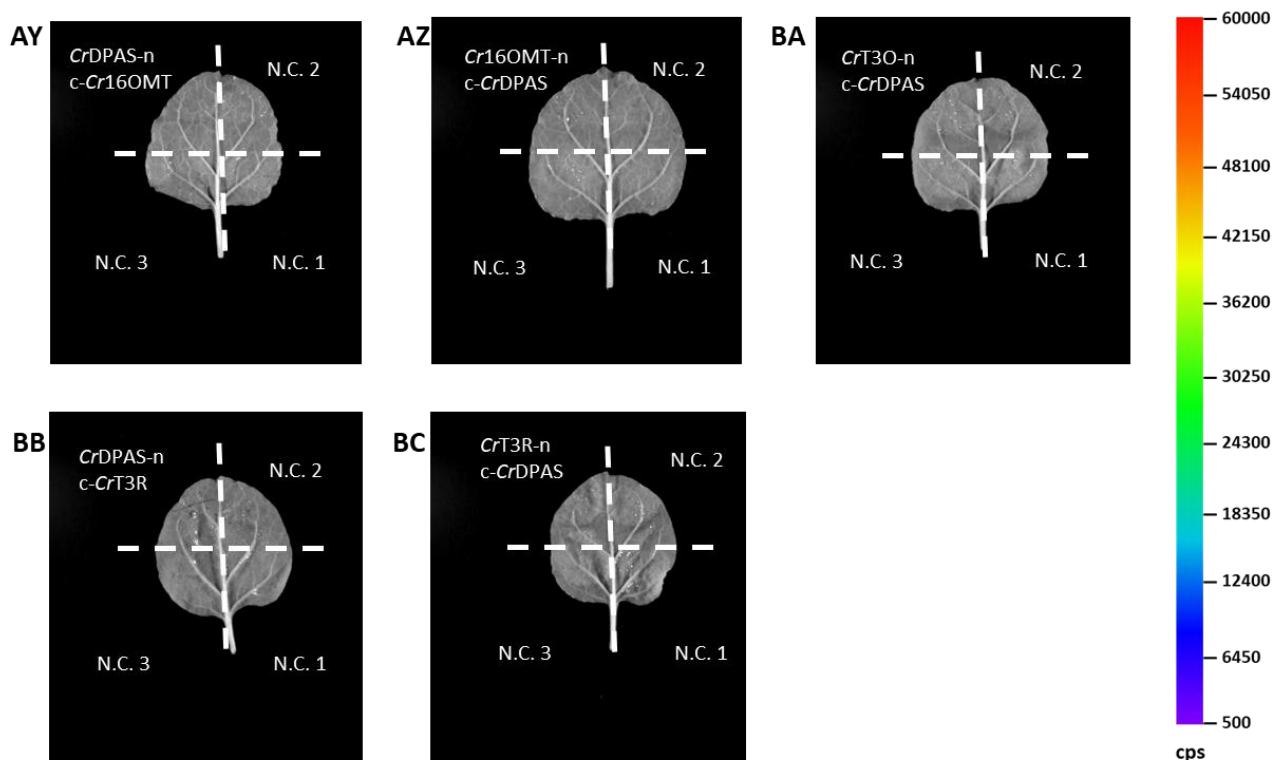 AY
CrDPAS-n
c-Cr16OMT
N.C. 2
N.C. 3
N.C. 1
AZ
Cr16OMT-n
c-CrDPAS
N.C. 2
N.C. 3
N.C. 1
BA
CrT3O-n
c-CrDPAS
N.C. 2
N.C. 3
N.C. 1
BB
CrDPAS-n
c-CrT3R
N.C. 2
N.C. 3
N.C. 1
BC
CrT3R-n
c-CrDPAS
N.C. 2
N.C. 3
N.C. 1
60000
54050
48100
42150
36200
30250
24300
18350
12400
6450
500
cps